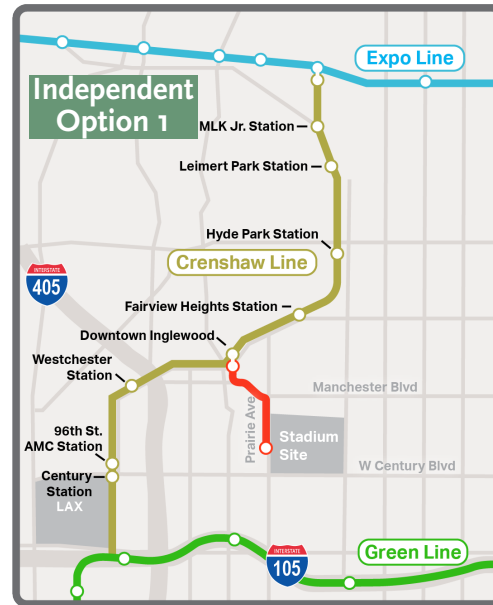 Expo Line
Independent
Option 1
MLK Jr. Station
Leimert Park Station
Hyde Park Station
Crenshaw Line
INTERSTATE
405
Fairview Heights Station
Downtown Inglewood
Westchester
Station
Manchester Blvd
Prairie Ave
96th St.
AMC Station
Stadium
Site
W Century Blvd
Century
Station
LAX
INTERSTATE
105
Green Line